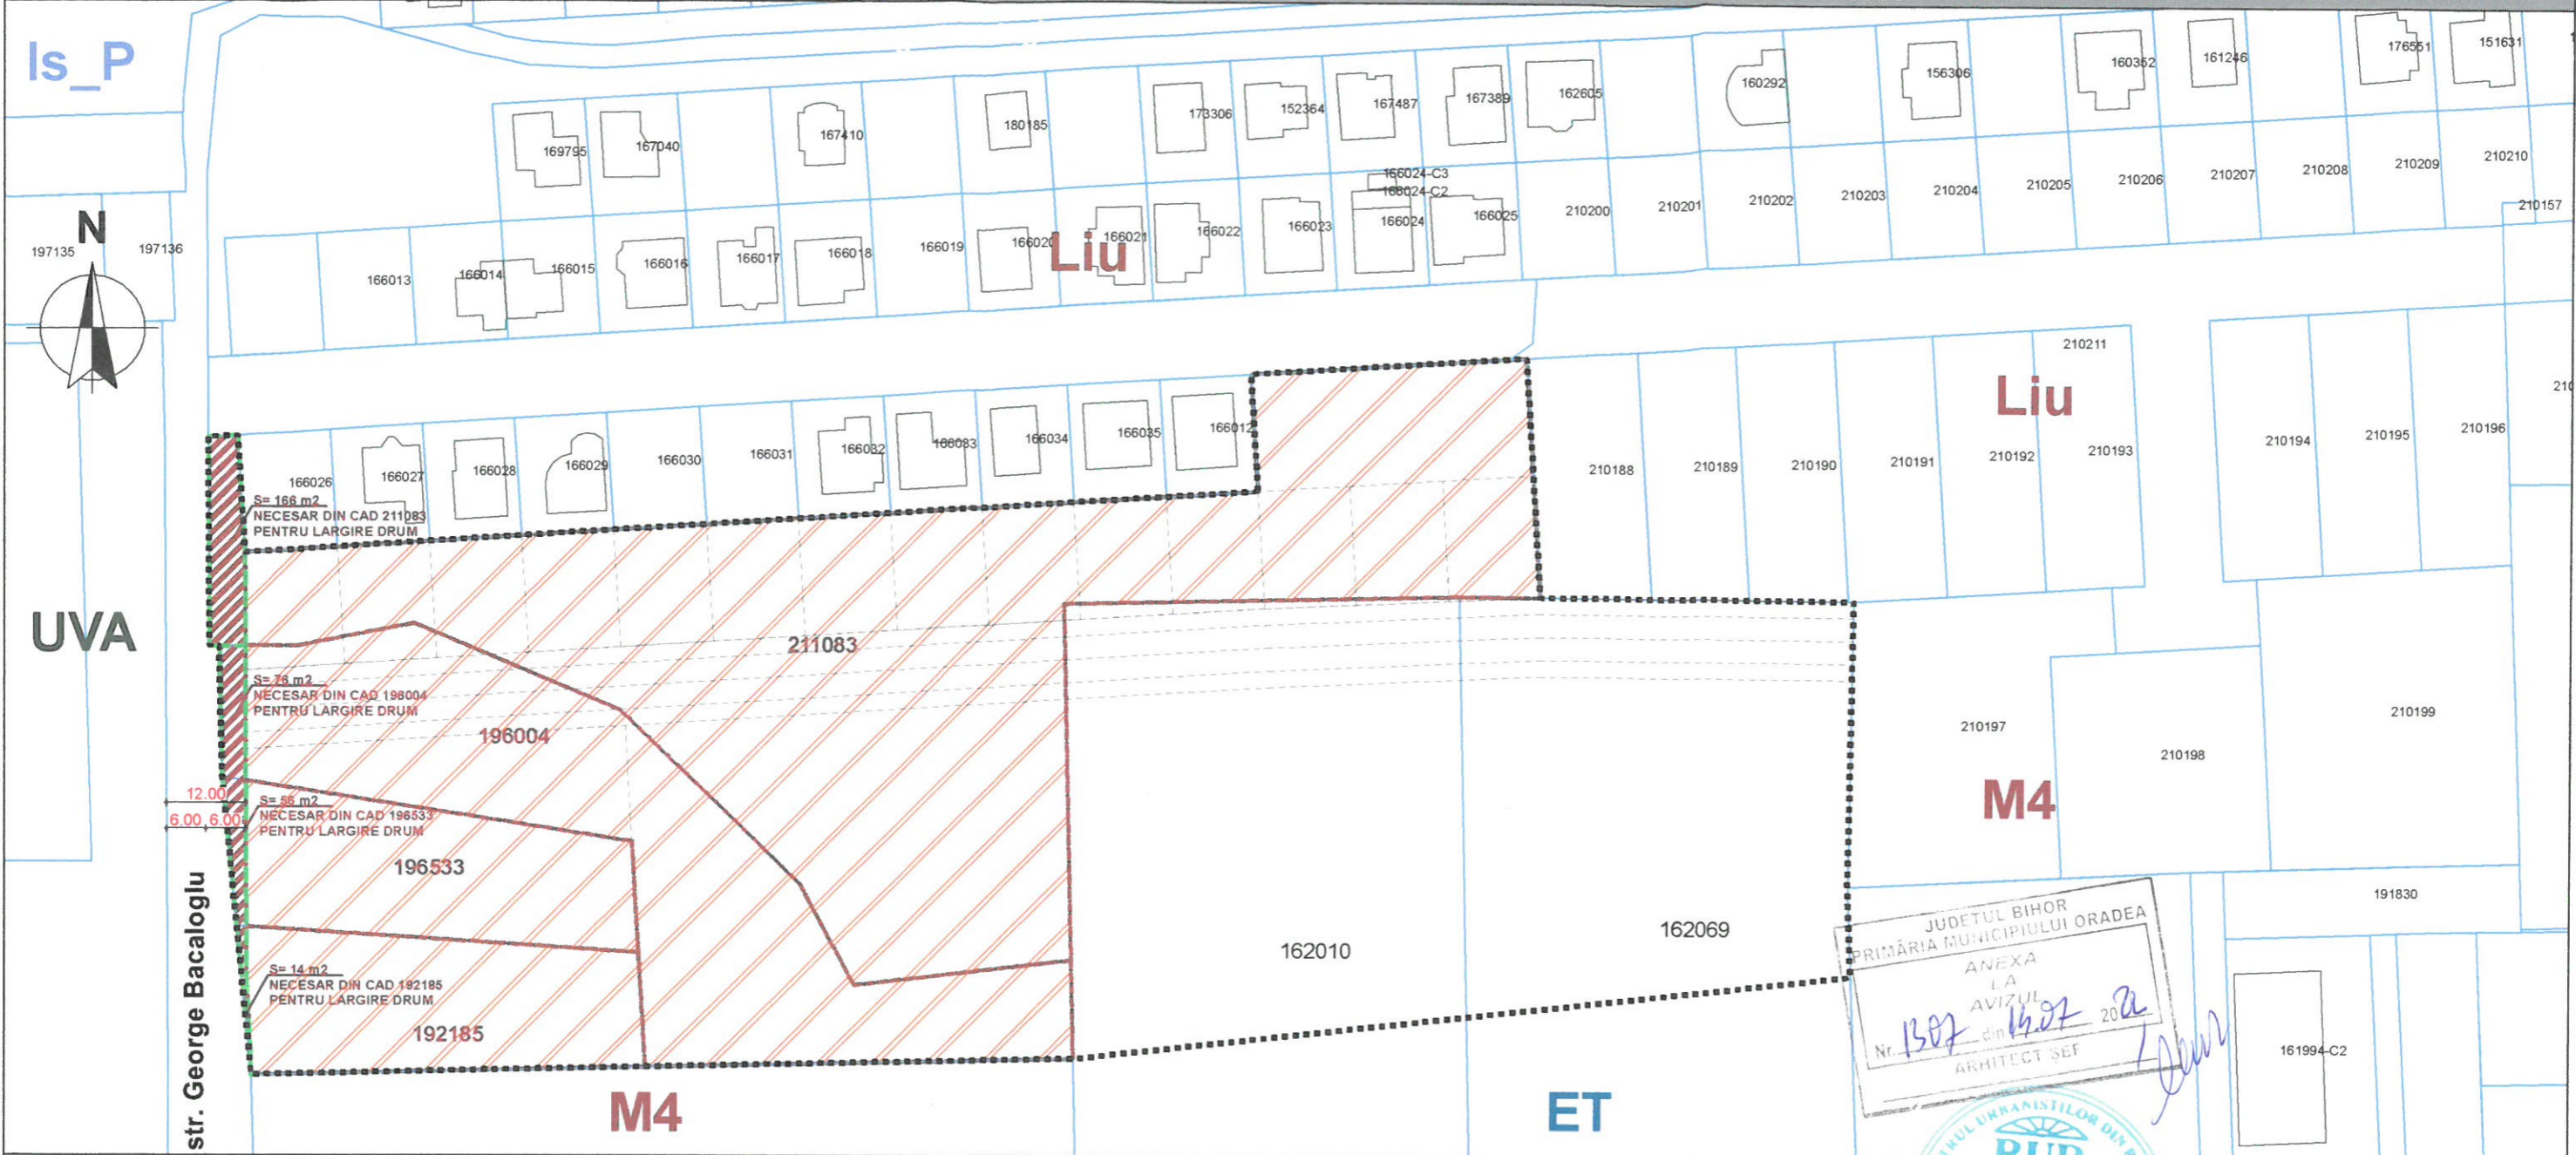 Is_P
169795
167040
167410
180185
173306
152364
167487
167389
162605
160292
156306
160352
161246
176551
151631
166024-C3
166024-C2
197135
N
197136
166013
166014
166015
166016
166017
166018
166019
166020
Liu
166021
166022
166023
166024
166025
210200
210201
210202
210203
210204
210205
210206
210207
210208
210209
210210
210157
210211
Liu
166026
166027
166028
166029
166030
166031
166032
166033
166034
166035
166012
210188
210189
210190
210191
210192
210193
210194
210195
210196
S= 166 m2
NECESAR DIN CAD 211083
PENTRU LARGIRE DRUM
UVA
211083
S= 76 m2
NECESAR DIN CAD 196004
PENTRU LARGIRE DRUM
196004
210197
210198
210199
M4
12.00
6.00 6.00
S= 56 m2
NECESAR DIN CAD 196533
PENTRU LARGIRE DRUM
196533
162010
162069
191830
S= 14 m2
NECESAR DIN CAD 192185
PENTRU LARGIRE DRUM
192185
str. George Bacaloglu
M4
ET
JUDEŢUL BIHOR
PRIMĂRIA MUNICIPIULUI ORADEA
ANEXA
LA
AVIZUL
Nr. 1307 din 14.07 2022
ARHITECT ŞEF
161994-C2
URBANISTILOR DIN
RUR